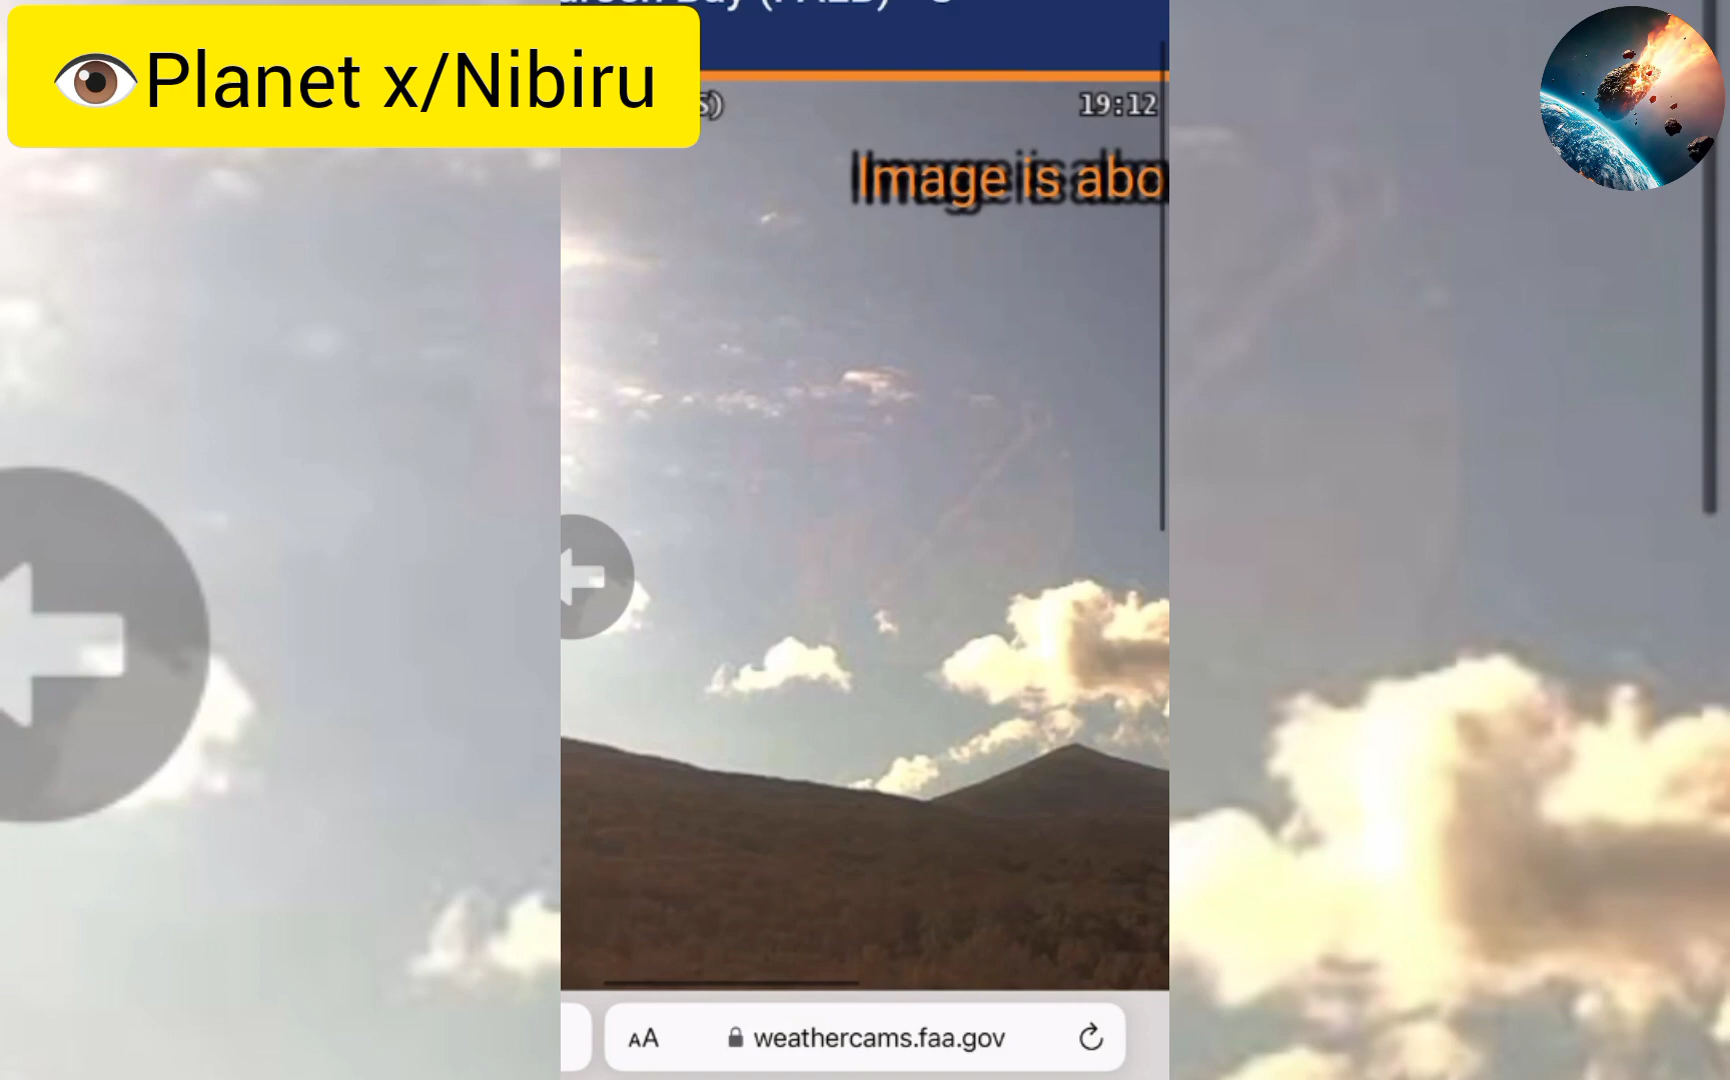 Planet x/Nibiru
19:12
Image is abo
AA
weathercams.faa.gov